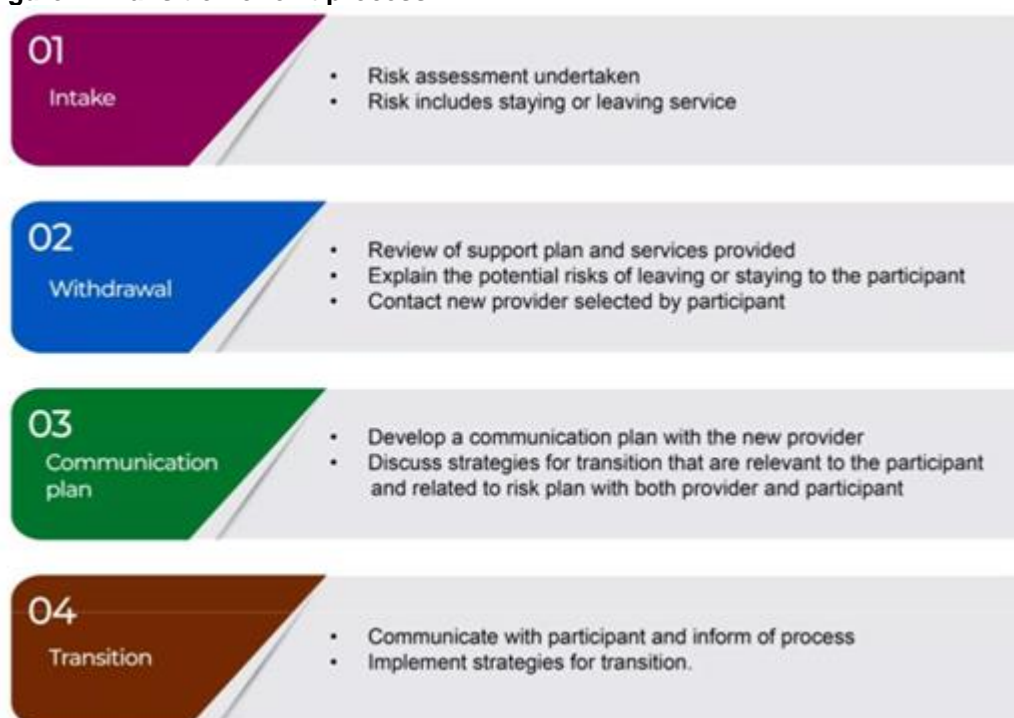 01
Intake
• Risk assessment undertaken
• Risk includes staying or leaving service
02
Withdrawal
• Review of support plan and services provided
• Explain the potential risks of leaving or staying to the participant
• Contact new provider selected by participant
03
Communication
plan
• Develop a communication plan with the new provider
• Discuss strategies for transition that are relevant to the participant
and related to risk plan with both provider and participant
04
Transition
• Communicate with participant and inform of process
• Implement strategies for transition.